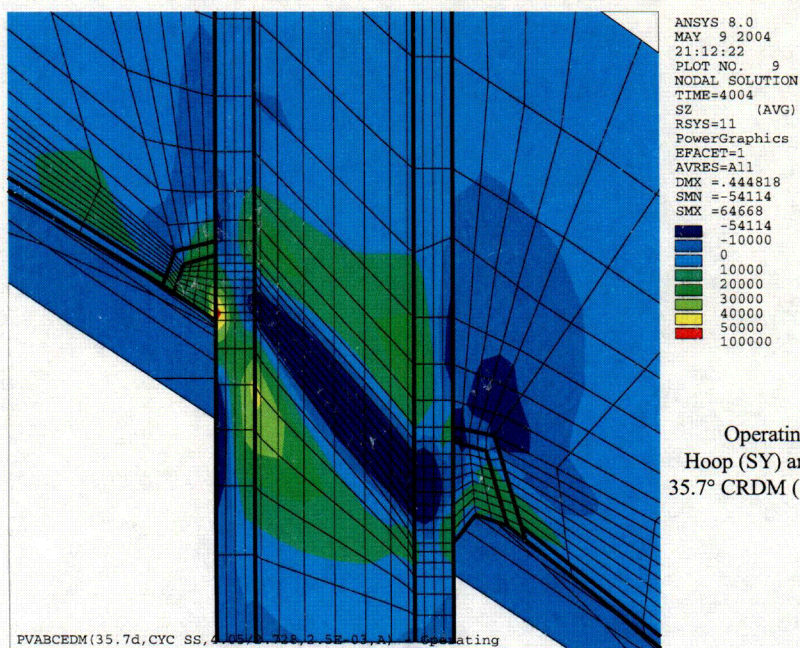 ANSYS 8.0
MAY 9 2004
21:12:22
PLOT NO. 9
NODAL SOLUTION
TIME=4004
SZ (AVG)
RSYS=11
PowerGraphics
EFACET=1
AVRES=All
DMX =.444818
SMN =-54114
SMX =64668
-54114
-10000
0
10000
20000
30000
40000
50000
100000
Operatin
Hoop (SY) a
35.7° CRDM (
PVABCEDM(35.7d,CYC SS, Operating